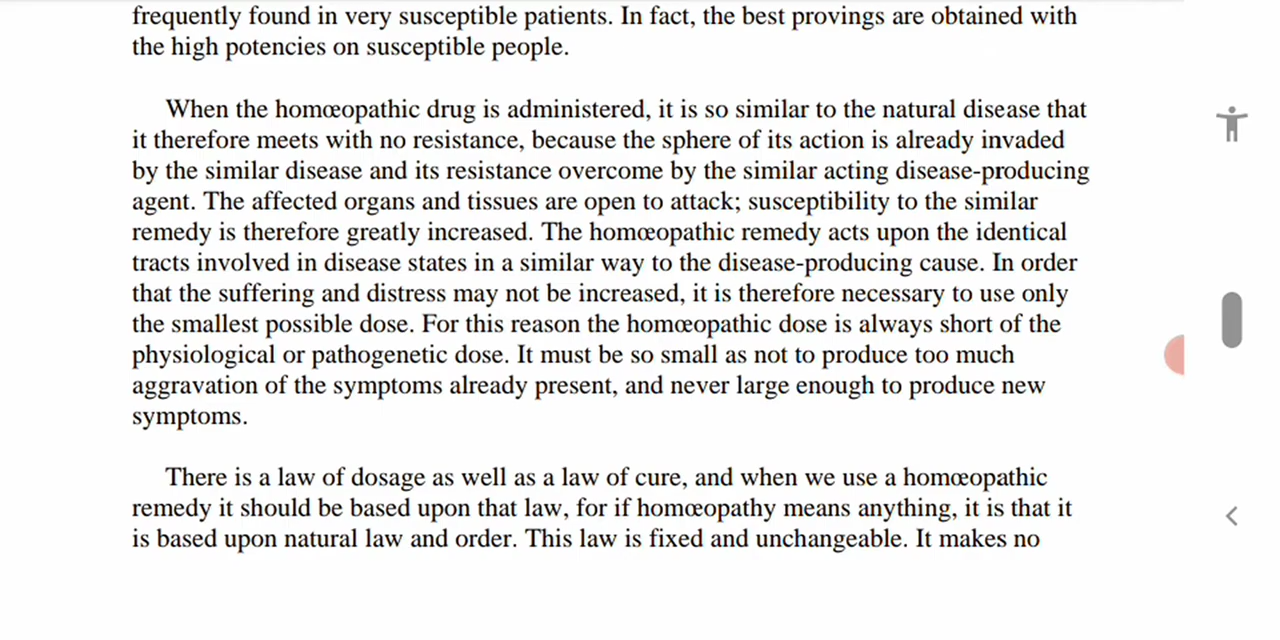 frequently found in very susceptible patients. In fact, the best provings are obtained with
the high potencies on susceptible people.
When the homœopathic drug is administered, it is so similar to the natural disease that
it therefore meets with no resistance, because the sphere of its action is already invaded
by the similar disease and its resistance overcome by the similar acting disease-producing
agent. The affected organs and tissues are open to attack; susceptibility to the similar
remedy is therefore greatly increased. The homœopathic remedy acts upon the identical
tracts involved in disease states in a similar way to the disease-producing cause. In order
that the suffering and distress may not be increased, it is therefore necessary to use only
the smallest possible dose. For this reason the homœopathic dose is always short of the
physiological or pathogenetic dose. It must be so small as not to produce too much
aggravation of the symptoms already present, and never large enough to produce new
symptoms.
There is a law of dosage as well as a law of cure, and when we use a homœopathic
remedy it should be based upon that law, for if homœopathy means anything, it is that it
is based upon natural law and order. This law is fixed and unchangeable. It makes no